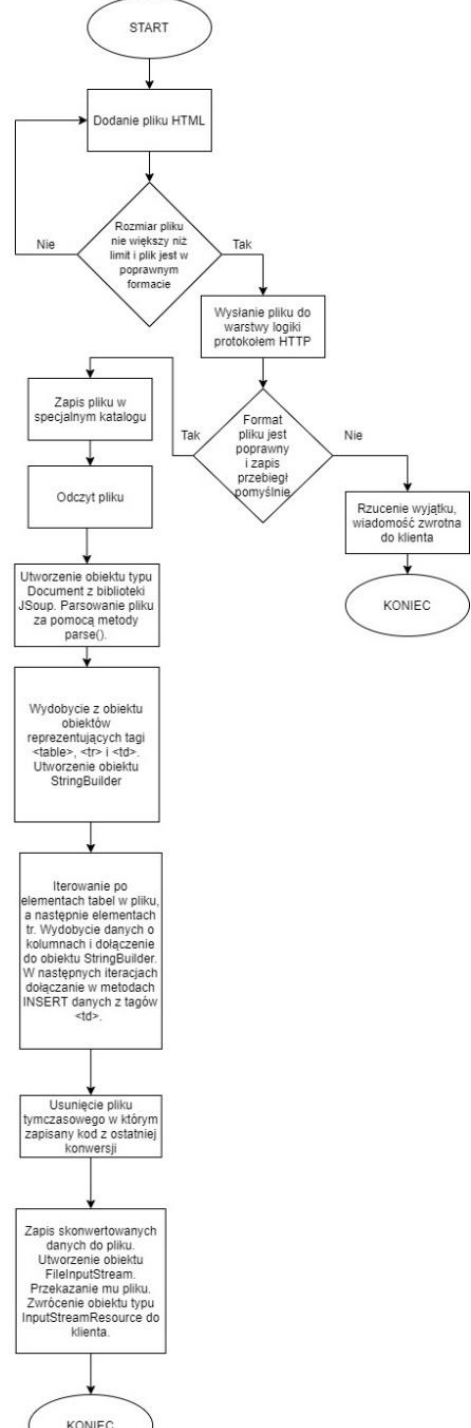 START
Dodanie pliku HTML
Rozmiar pliku
nie większy niż
limit i plik jest w
poprawnym
formacie
Nie
Tak
Wysłanie pliku do
warstwy logiki
protokołem HTTP
Format
pliku jest
poprawny
i zapis
przebiegł
pomyślnie
Tak
Nie
Zapis pliku w
specjalnym katalogu
Odczyt pliku
Rzucenie wyjątku,
wiadomość zwrotna
do klienta
KONIEC
Utworzenie obiektu typu
Document z biblioteki
JSoup. Parsowanie pliku
za pomocą metody
parse().
Wydobycie z obiektu
obiektów
reprezentujących tagi
<table>, <tr> i <td>.
Utworzenie obiektu
StringBuilder
Iterowanie po
elementach tabel w pliku,
a następnie elementach
tr. Wydobycie danych o
kolumnach i dołączenie
do obiektu StringBuilder.
W następnych iteracjach
dołączanie w metodach
INSERT danych z tagów
<td>.
Usunięcie pliku
tymczasowego w którym
zapisany kod z ostatniej
konwersji
Zapis skonwertowanych
danych do pliku.
Utworzenie obiektu
FileInputStream.
Przekazanie mu pliku.
Zwrócenie obiektu typu
InputStreamResource do
klienta.
KONIEC